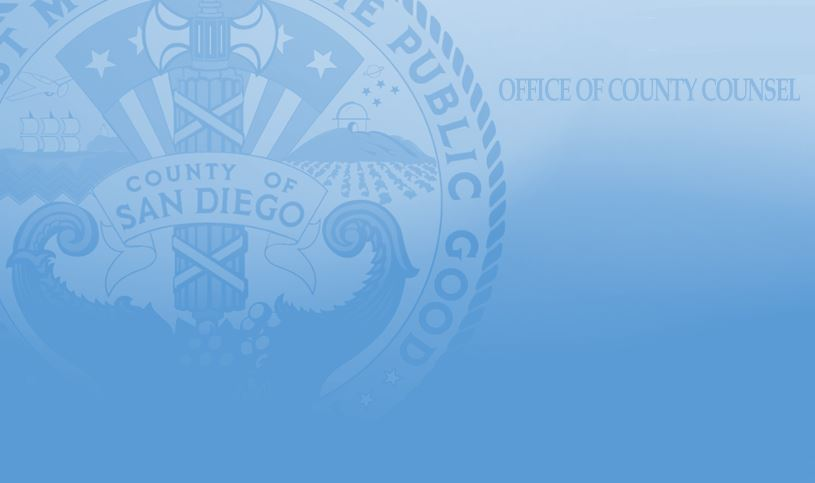 PUBLIC GOOD
COUNTY OF
SAN DIEGO
OFFICE OF COUNTY COUNSEL